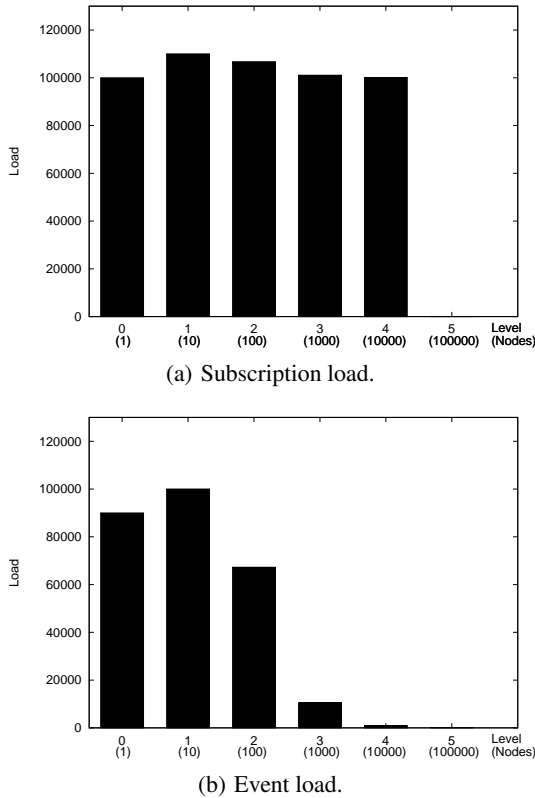 120000
100000
80000
60000
40000
20000
0
Load
0 1 2 3 4 5 Level
(1) (10) (100) (1000) (10000) (100000) (Nodes)
(a) Subscription load.
120000
100000
80000
60000
40000
20000
0
Load
0 1 2 3 4 5 Level
(1) (10) (100) (1000) (10000) (100000) (Nodes)
(b) Event load.